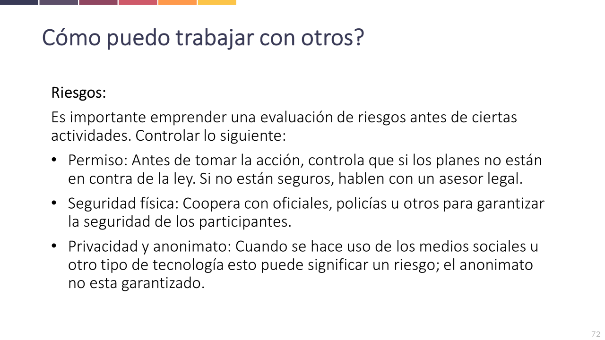 Cómo puedo trabajar con otros?
Riesgos:
Es importante emprender una evaluación de riesgos antes de ciertas
actividades. Controlar lo siguiente:
• Permiso: Antes de tomar la acción, controla que si los planes no están
en contra de la ley. Si no están seguros, hablen con un asesor legal.
• Seguridad física: Coopera con oficiales, policías u otros para garantizar
la seguridad de los participantes.
• Privacidad y anonimato: Cuando se hace uso de los medios sociales u
otro tipo de tecnología esto puede significar un riesgo; el anonimato
no esta garantizado.
72